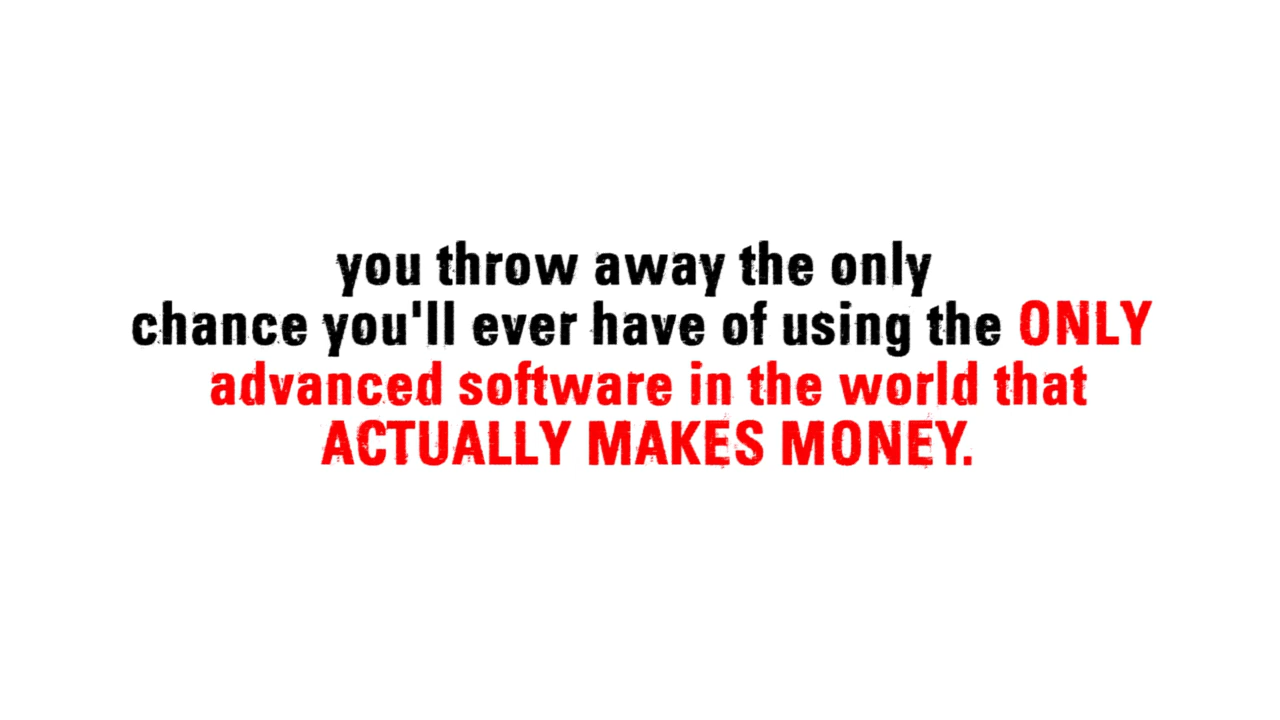 you throw away the only
chance you'll ever have of using the ONLY
advanced software in the world that
ACTUALLY MAKES MONEY.